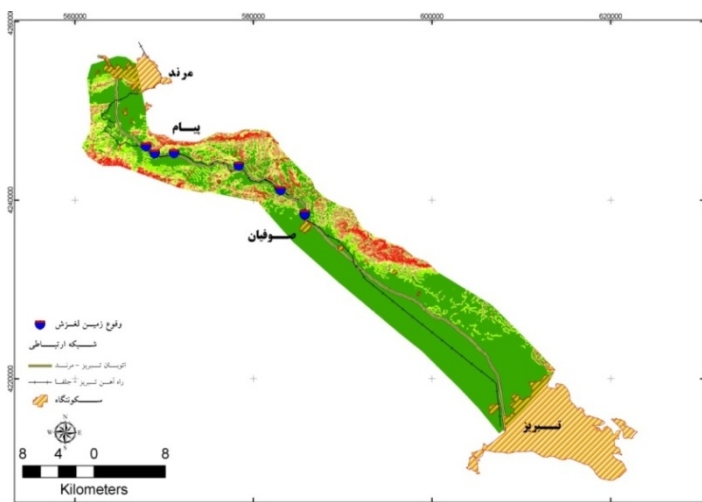 560000 580000 600000 620000
4260000
4240000
4220000
4200000
مرند
پیام
صوفیان
تبریز
وقوع زمین لغزش
شبکه ارتباطی
اتوبان تبریز - مرند
راه آهن تبریز - جلفا
سکونتگاه
N
W E
S
8 4 0 8
Kilometers